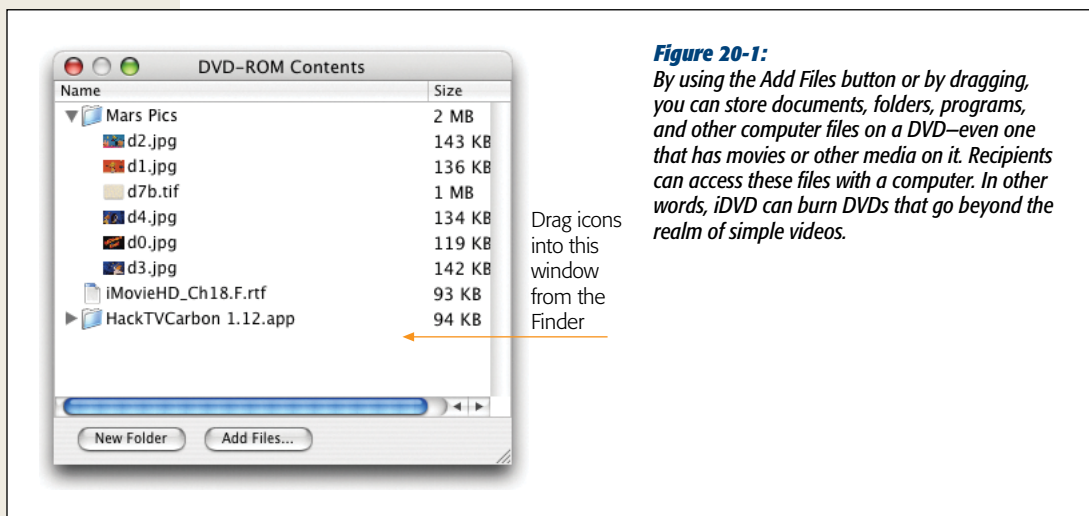 DVD-ROM Contents
Name Size
Mars Pics 2 MB
d2.jpg 143 KB
d1.jpg 136 KB
d7b.tif 1 MB
d4.jpg 134 KB
d0.jpg 119 KB
d3.jpg 142 KB
iMovieHD_Ch18.F.rtf 93 KB
HackTVCarbon 1.12.app 94 KB
New Folder Add Files...
Drag icons
into this
window
from the
Finder
Figure 20-1:
By using the Add Files button or by dragging,
you can store documents, folders, programs,
and other computer files on a DVD—even one
that has movies or other media on it. Recipients
can access these files with a computer. In other
words, iDVD can burn DVDs that go beyond the
realm of simple videos.